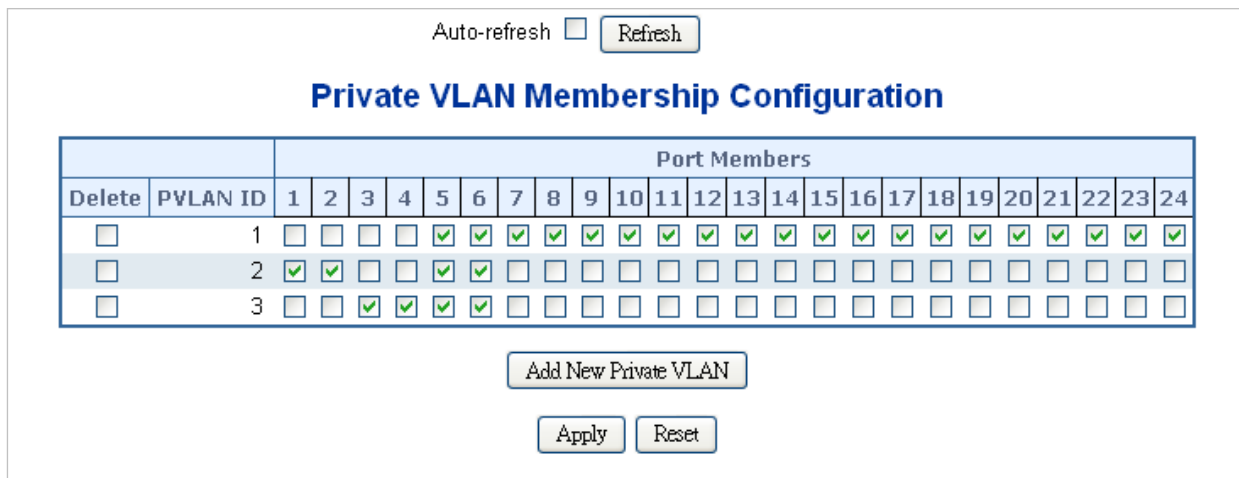 Auto-refresh Refresh
Private VLAN Membership Configuration
Port Members
Delete PVLAN ID 1 2 3 4 5 6 7 8 9 10 11 12 13 14 15 16 17 18 19 20 21 22 23 24
1
2
3
Add New Private VLAN
Apply Reset